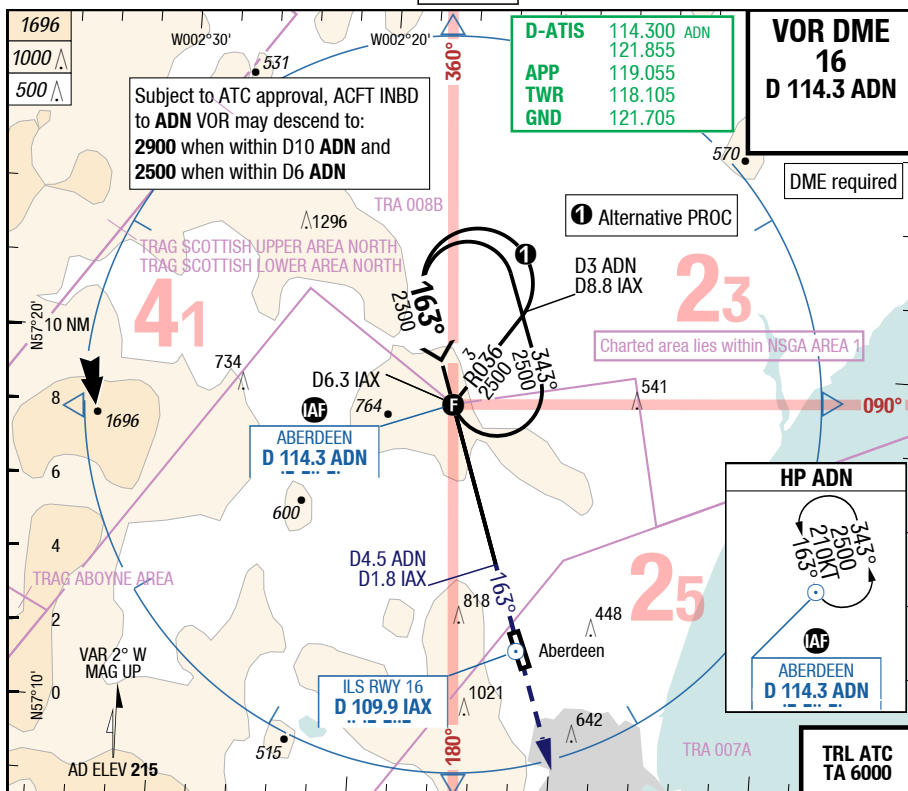 1696
1000
500
W002°30'
W002°20'
531
Subject to ATC approval, ACFT INBD
to ADN VOR may descend to:
2900 when within D10 ADN and
2500 when within D6 ADN
360°
D-ATIS 114.300 ADN
121.855
APP 119.055
TWR 118.105
GND 121.705
VOR DME
16
D 114.3 ADN
570
DME required
TRA 008B
1296
1 Alternative PROC
TRAG SCOTTISH UPPER AREA NORTH
TRAG SCOTTISH LOWER AREA NORTH
1
D3 ADN
D8.8 IAX
41
23
163°
2300
N57°20'
10 NM
Charted area lies within NSGA AREA 1
734
3
R036
2500
343°
2500
D6.3 IAX
541
8
1696
IAF
764
F
090°
ABERDEEN
D 114.3 ADN
6
600
HP ADN
343°
2500
210KT
163°
4
D4.5 ADN
D1.8 IAX
163°
25
TRAG ABOYNE AREA
2
818
448
IAF
VAR 2° W
MAG UP
Aberdeen
ABERDEEN
D 114.3 ADN
N57°10'
0
ILS RWY 16
D 109.9 IAX
1021
642
515
180°
TRA 007A
AD ELEV 215
TRL ATC
TA 6000